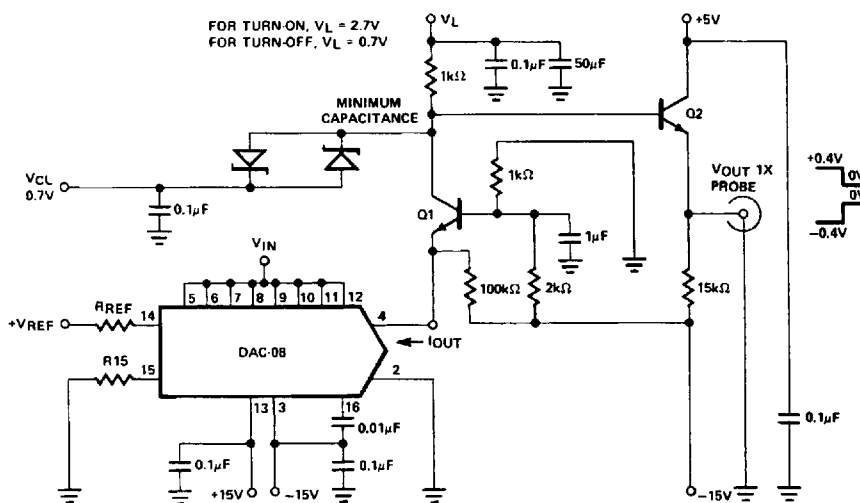 FOR TURN-ON, VL = 2.7V
FOR TURN-OFF, VL = 0.7V
VL
+5V
1kΩ
0.1µF
50µF
MINIMUM
CAPACITANCE
Q2
VCL
0.7V
0.1µF
1kΩ
Q1
1µF
VOUT 1X
PROBE
+0.4V
0V
0V
-0.4V
VIN
5 6 7 8 9 10 11 12
100kΩ
2kΩ
15kΩ
+VREF
RREF
14
4
IOUT
DAC-08
R15
15
2
13
3
16
0.01µF
0.1µF
0.1µF
0.1µF
+15V
-15V
-15V